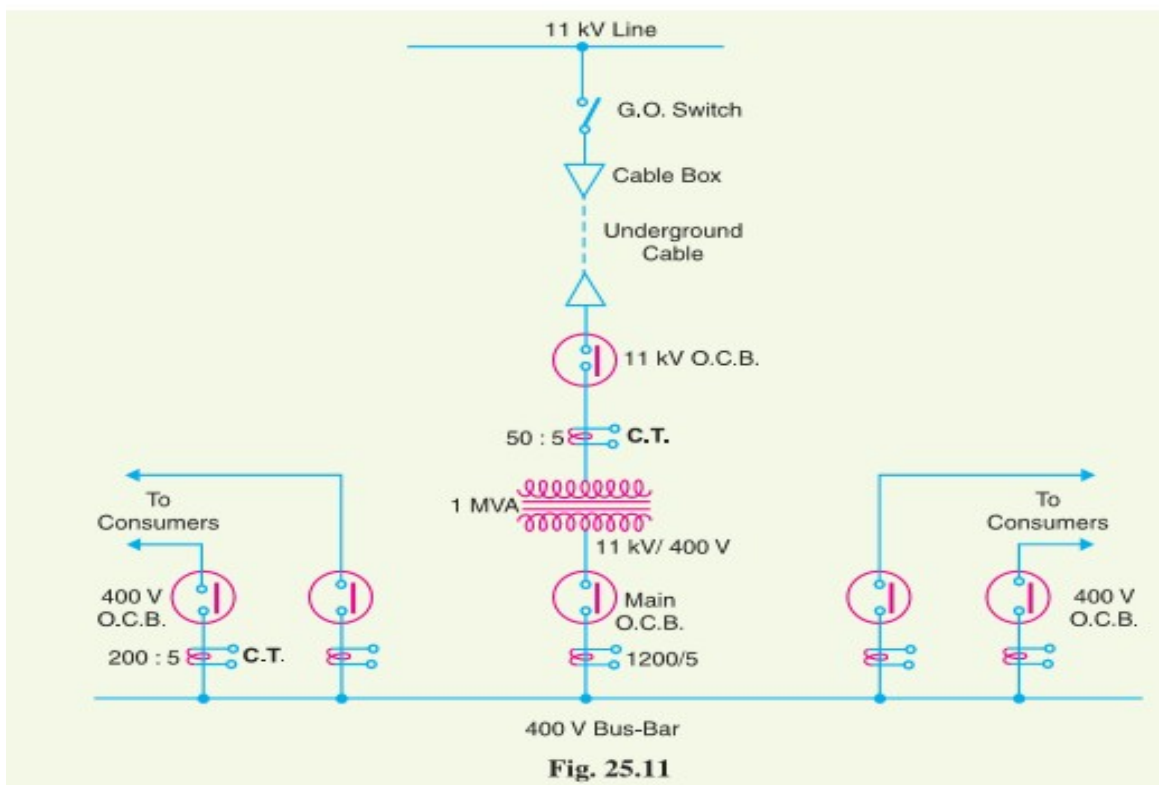 11 kV Line
G.O. Switch
Cable Box
Underground
Cable
11 kV O.C.B.
50 : 5
C.T.
1 MVA
11 kV/ 400 V
To
Consumers
To
Consumers
400 V
O.C.B.
Main
O.C.B.
400 V
O.C.B.
200 : 5
C.T.
1200/5
400 V Bus-Bar
Fig. 25.11